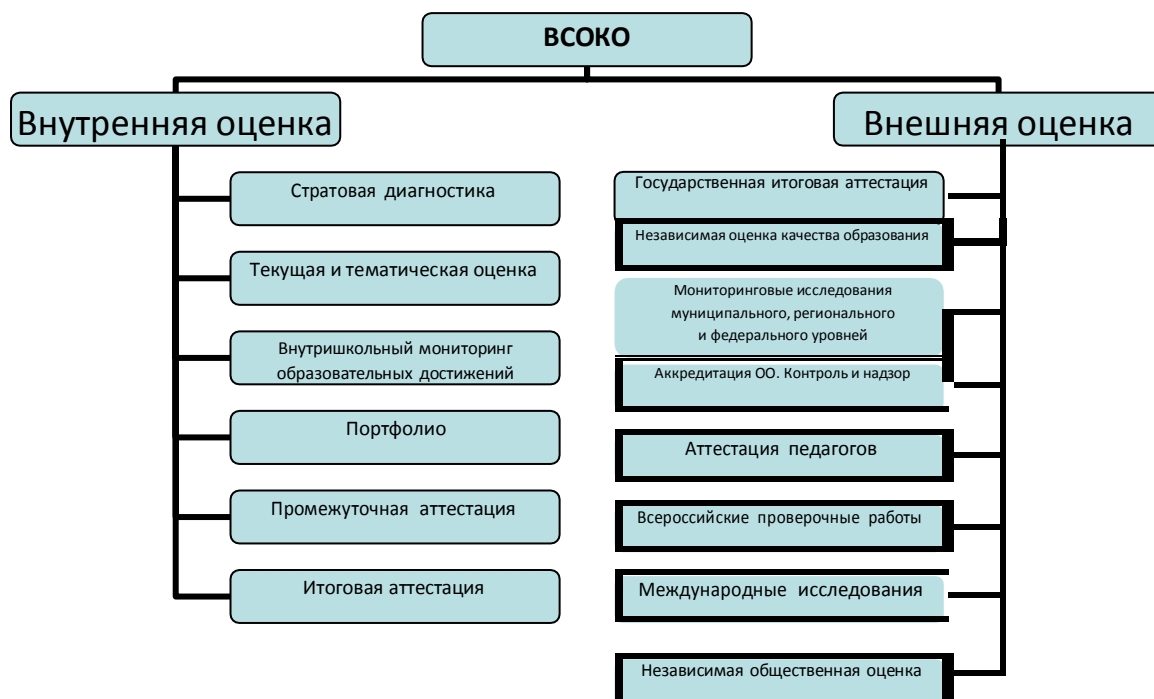 ВСОКО
Внутренняя оценка
Внешняя оценка
Стратовая диагностика
Текущая и тематическая оценка
Внутришкольный мониторинг
образовательных достижений
Портфолио
Промежуточная аттестация
Итоговая аттестация
Государственная итоговая аттестация
Независимая оценка качества образования
Мониторинговые исследования
муниципального, регионального
и федерального уровней
Аккредитация ОО. Контроль и надзор
Аттестация педагогов
Всероссийские проверочные работы
Международные исследования
Независимая общественная оценка